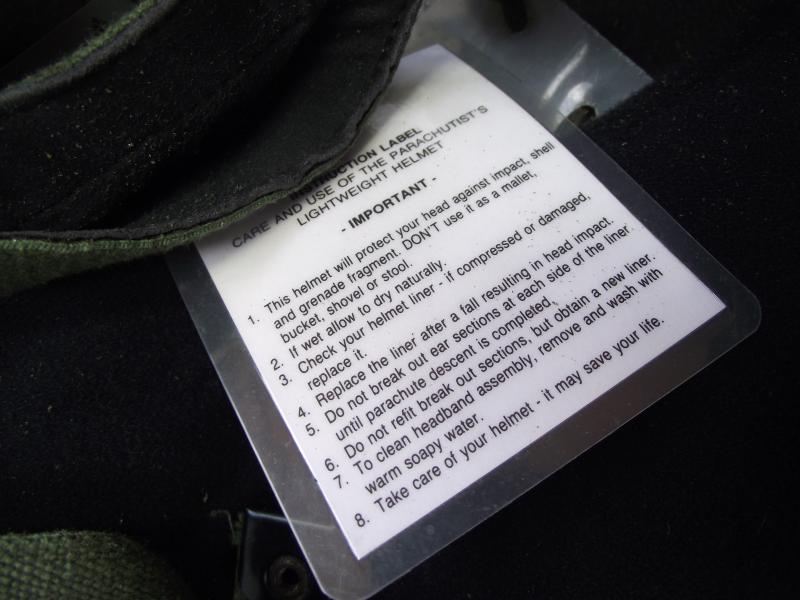 INSTRUCTION LABEL
CARE AND USE OF THE PARACHUTIST'S
LIGHTWEIGHT HELMET
- IMPORTANT -
1. This helmet will protect your head against impact, shell
and grenade fragment. DON'T use it as a mallet,
bucket, shovel or stool.
2. If wet allow to dry naturally.
3. Check your helmet liner - if compressed or damaged,
replace it.
4. Replace the liner after a fall resulting in head impact.
5. Do not break out ear sections at each side of the liner
until parachute descent is completed.
6. Do not refit break out sections, but obtain a new liner.
7. To clean headband assembly, remove and wash with
warm soapy water.
8. Take care of your helmet - it may save your life.